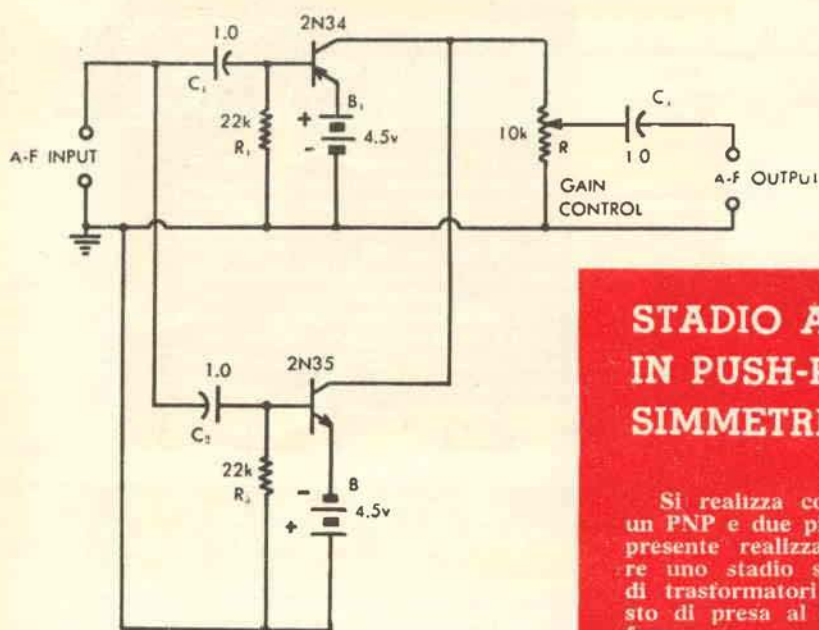 1.0
2N34
C₁
B₁
22k
R₁
+
-
4.5v
A-F INPUT
10k
R
GAIN
CONTROL
C
1 0
A-F OUTPUT
1.0
2N35
C₂
22k
R
-
B
4.5v
+
STADIO A
IN PUSH-P
SIMMETRI
Si realizza co
un PNP e due pi
presente realizza
re uno stadio s
di trasformatori
sto di presa al